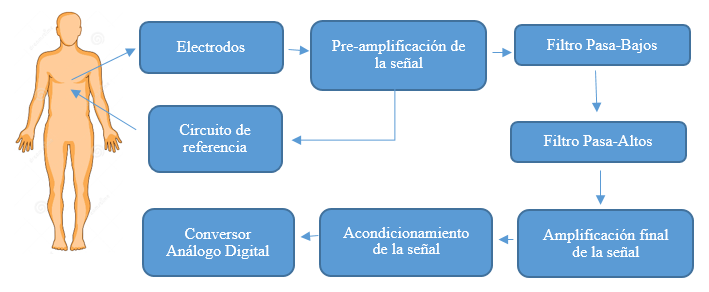 Electrodos
Pre-amplificación de
la señal
Filtro Pasa-Bajos
Circuito de
referencia
Filtro Pasa-Altos
Amplificación final
de la señal
Acondicionamiento
de la señal
Conversor
Análogo Digital